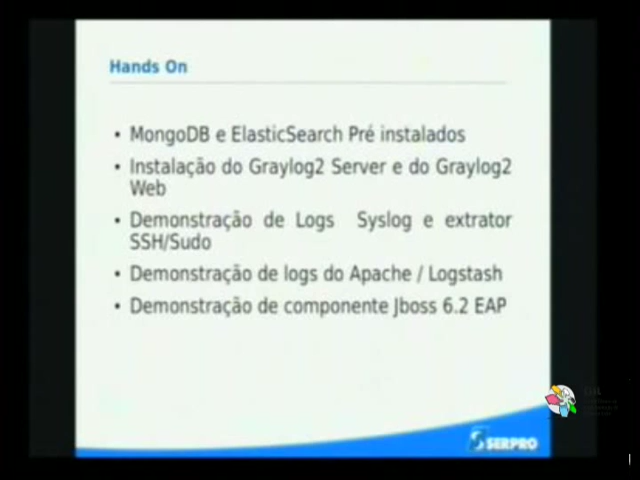 Hands On
• MongoDB e ElasticSearch Pré instalados
• Instalação do Graylog2 Server e do Graylog2
Web
• Demonstração de Logs Syslog e extrator
SSH/Sudo
• Demonstração de logs do Apache / Logstash
• Demonstração de componente Jboss 6.2 EAP
SERPRO